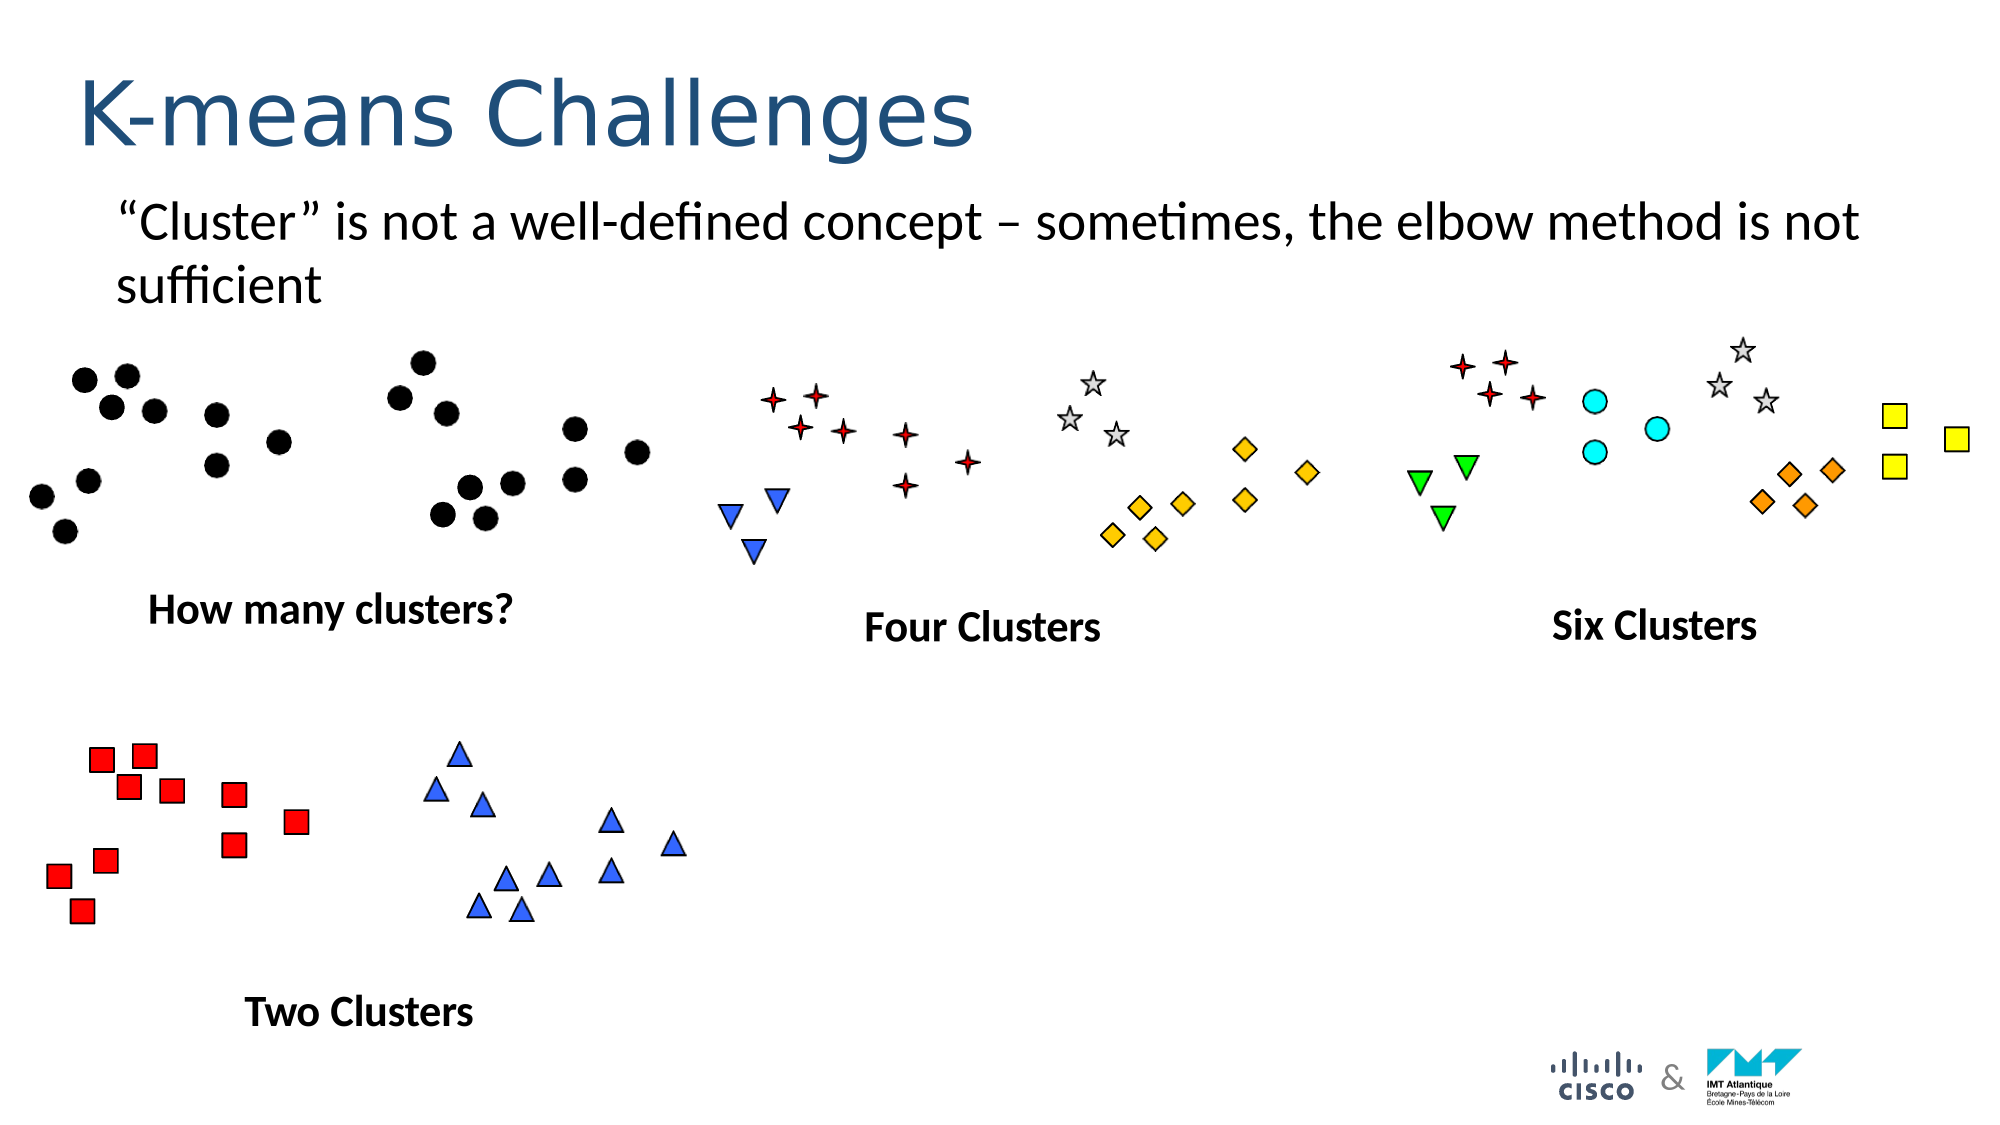 K-means Challenges
“Cluster” is not a well-defined concept – sometimes, the elbow method is not
sufficient
How many clusters?
Four Clusters
Six Clusters
Two Clusters
CISCO
&
IMT Atlantique
Bretagne-Pays de la Loire
École Mines-Télécom